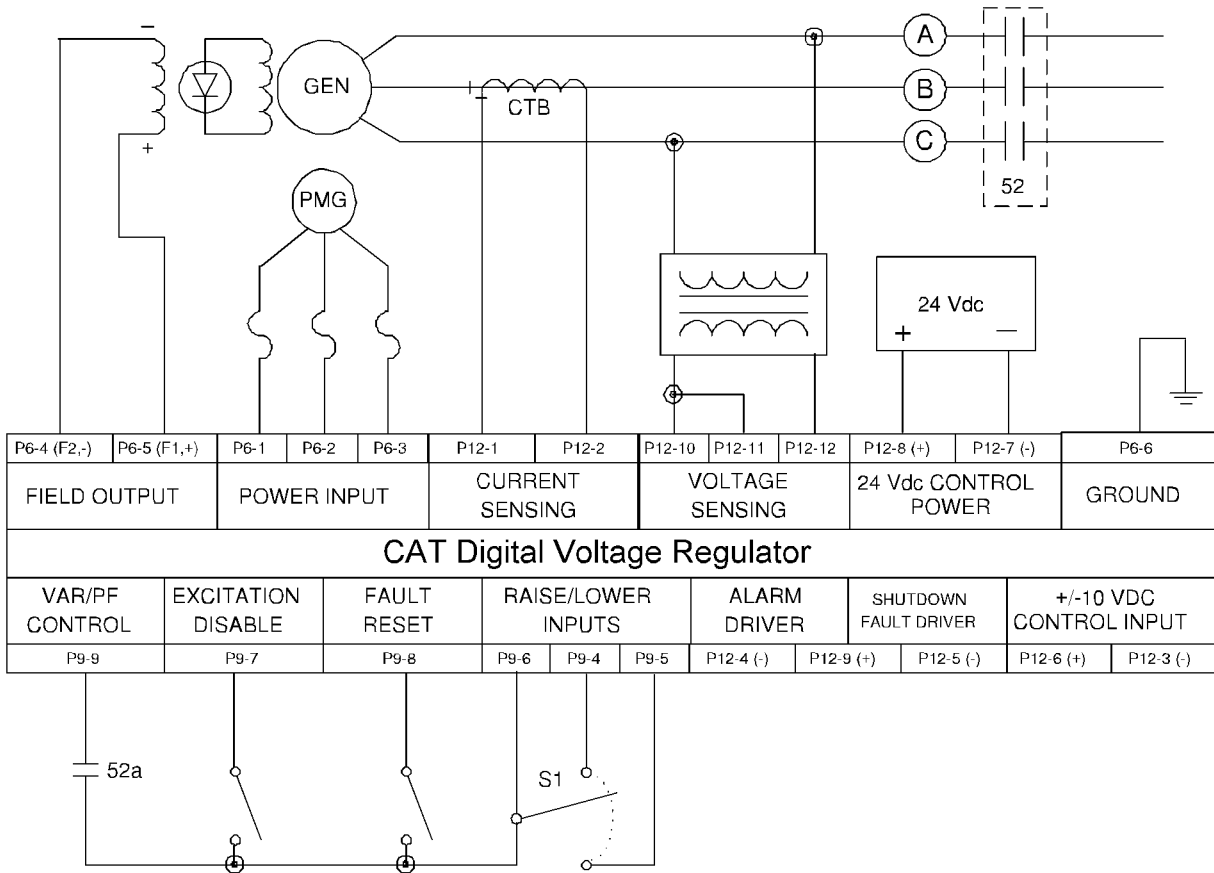 −
+
GEN
CTB
+
−
A
B
C
52
PMG
24 Vdc
+ −
P6-4 (F2,-) P6-5 (F1,+) P6-1 P6-2 P6-3 P12-1 P12-2 P12-10 P12-11 P12-12 P12-8 (+) P12-7 (-) P6-6
FIELD OUTPUT
POWER INPUT
CURRENT
SENSING
VOLTAGE
SENSING
24 Vdc CONTROL
POWER
GROUND
CAT Digital Voltage Regulator
VAR/PF
CONTROL
EXCITATION
DISABLE
FAULT
RESET
RAISE/LOWER
INPUTS
ALARM
DRIVER
SHUTDOWN
FAULT DRIVER
+/-10 VDC
CONTROL INPUT
P9-9 P9-7 P9-8 P9-6 P9-4 P9-5 P12-4 (-) P12-9 (+) P12-5 (-) P12-6 (+) P12-3 (-)
52a
S1